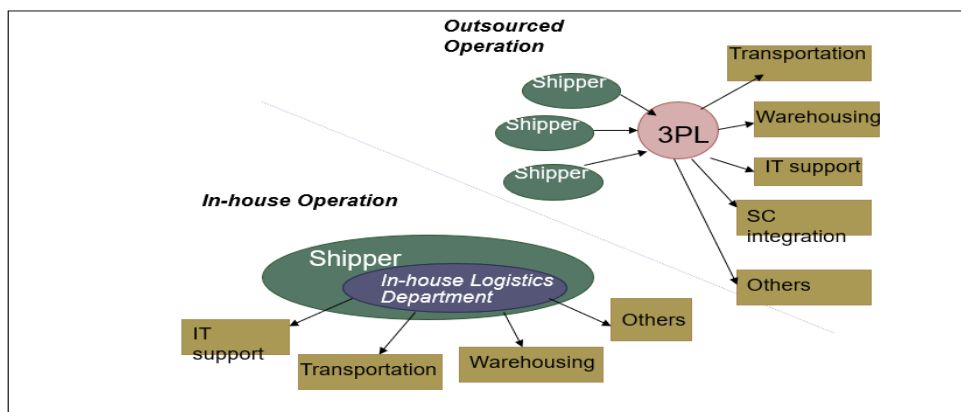 Outsourced
Operation
Transportation
Shipper
Warehousing
Shipper
3PL
IT support
Shipper
SC
integration
Others
In-house Operation
Shipper
In-house Logistics
Department
IT
support
Transportation
Warehousing
Others